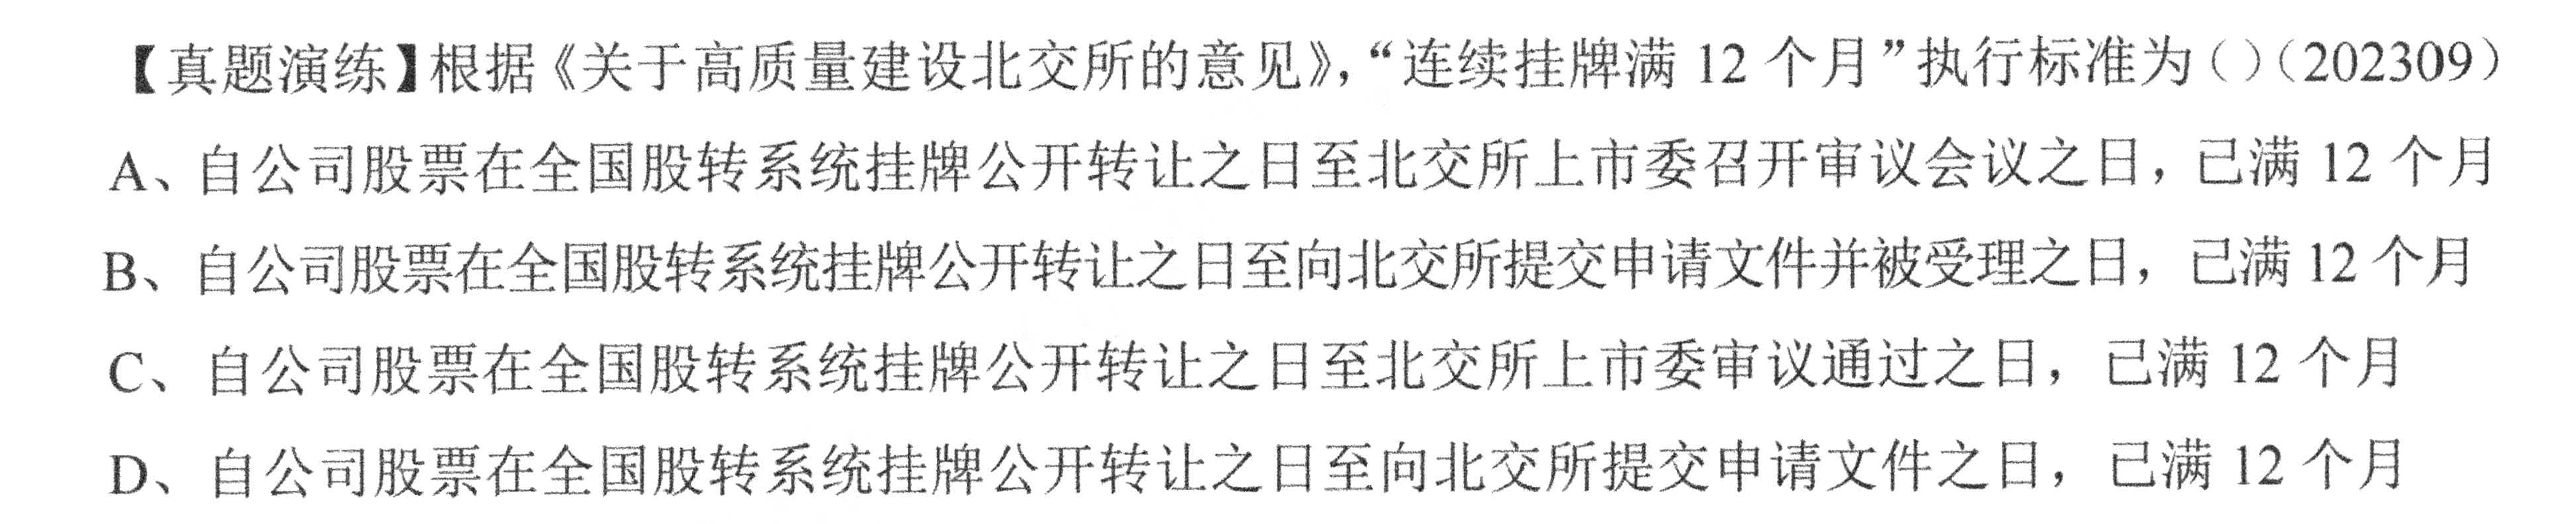 【真题演练】根据《关于高质量建设北交所的意见》，“连续挂牌满 12 个月”执行标准为（）（202309）
A、自公司股票在全国股转系统挂牌公开转让之日至北交所上市委召开审议会议之日，已满 12 个月
B、自公司股票在全国股转系统挂牌公开转让之日至向北交所提交申请文件并被受理之日，已满 12 个月
C、自公司股票在全国股转系统挂牌公开转让之日至北交所上市委审议通过之日，已满 12 个月
D、自公司股票在全国股转系统挂牌公开转让之日至向北交所提交申请文件之日，已满 12 个月